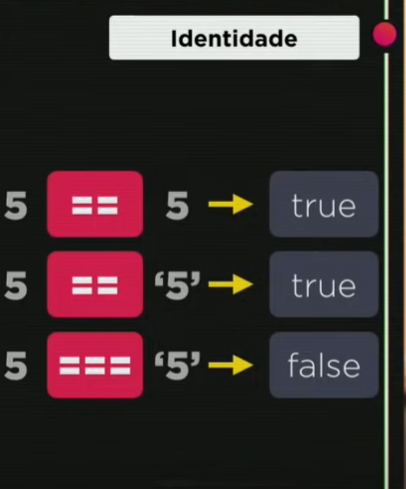 Identidade
5 == 5 → true
5 == ‘5’ → true
5 === ‘5’ → false